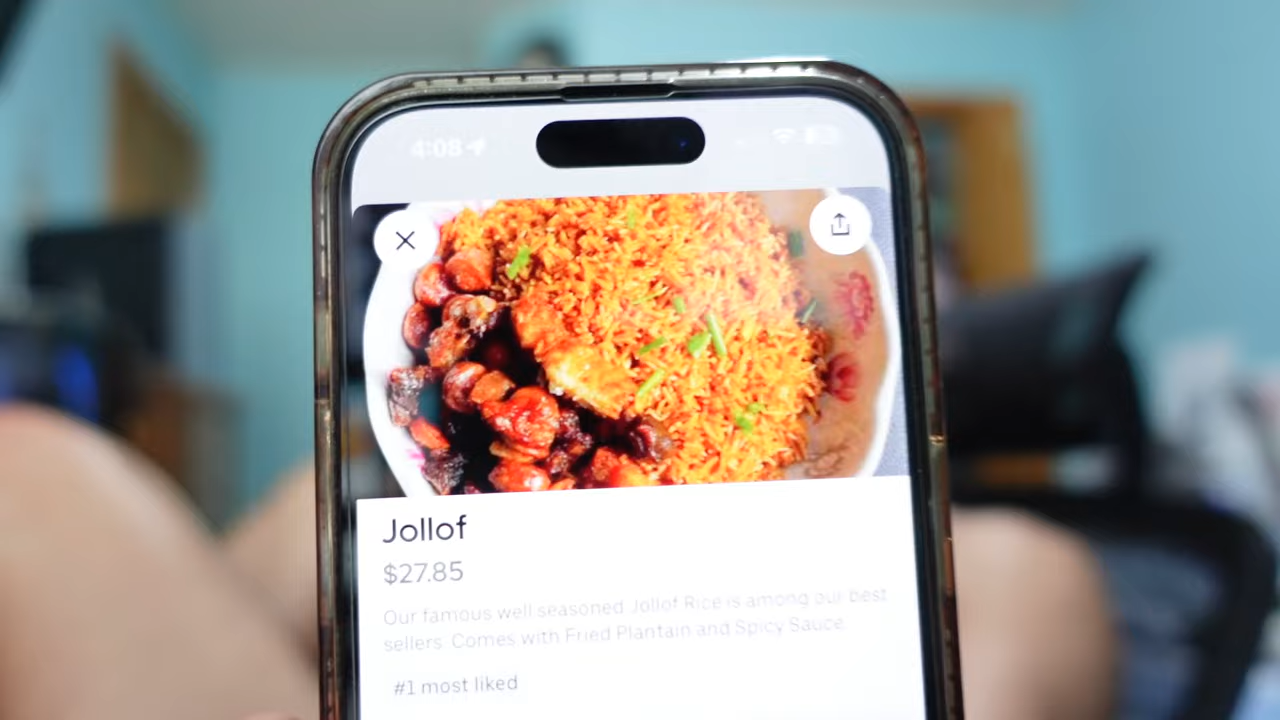 4:08
Jollof
$27.85
Our famous well seasoned Jollof Rice is among our best
sellers. Comes with Fried Plantain and Spicy Sauce.
#1 most liked